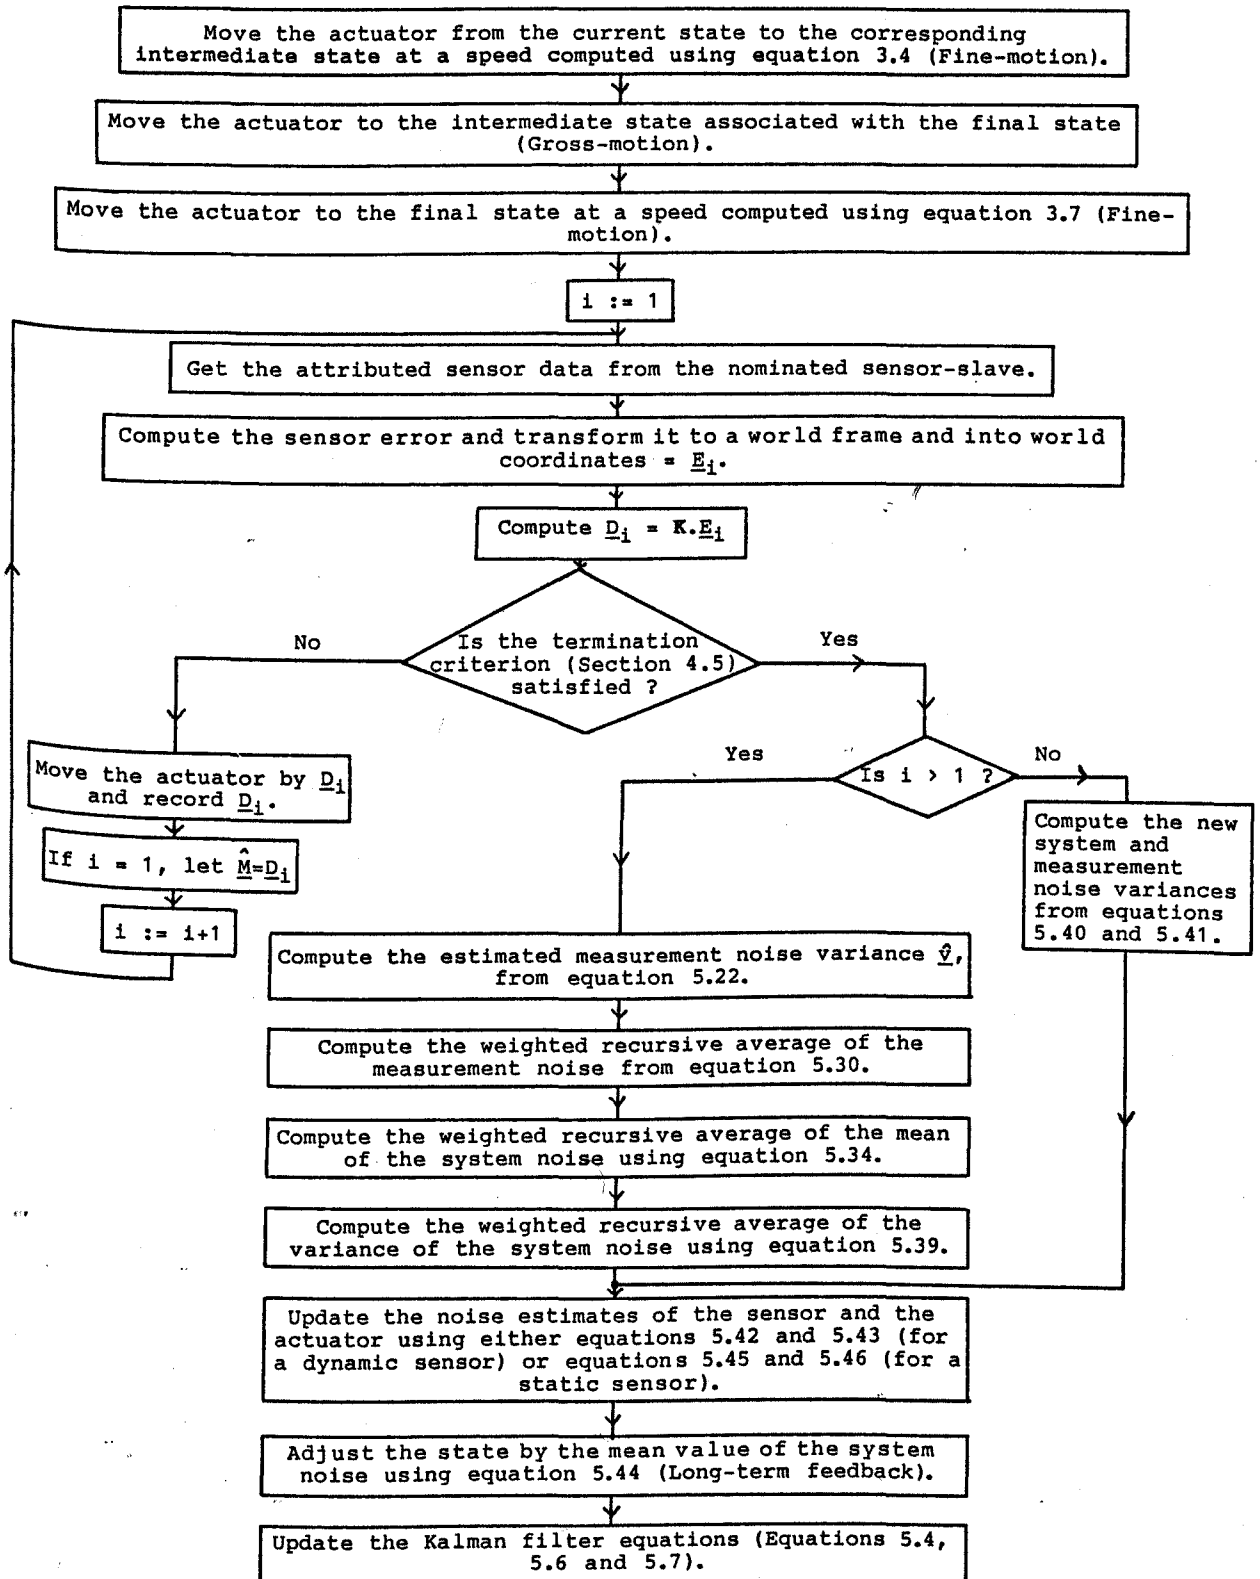 Move the actuator from the current state to the corresponding
intermediate state at a speed computed using equation 3.4 (Fine-motion).
Move the actuator to the intermediate state associated with the final state
(Gross-motion).
Move the actuator to the final state at a speed computed using equation 3.7 (Fine-
motion).
i := 1
Get the attributed sensor data from the nominated sensor-slave.
Compute the sensor error and transform it to a world frame and into world
coordinates = E̲i.
Compute D̲i = K.E̲i
Is the termination
criterion (Section 4.5)
satisfied ?
No
Yes
Move the actuator by D̲i
and record D̲i.
If i = 1, let M̲̂=D̲i
i := i+1
Is i > 1 ?
Yes
No
Compute the new
system and
measurement
noise variances
from equations
5.40 and 5.41.
Compute the estimated measurement noise variance v̲̂,
from equation 5.22.
Compute the weighted recursive average of the
measurement noise from equation 5.30.
Compute the weighted recursive average of the mean
of the system noise using equation 5.34.
Compute the weighted recursive average of the
variance of the system noise using equation 5.39.
Update the noise estimates of the sensor and the
actuator using either equations 5.42 and 5.43 (for
a dynamic sensor) or equations 5.45 and 5.46 (for a
static sensor).
Adjust the state by the mean value of the system
noise using equation 5.44 (Long-term feedback).
Update the Kalman filter equations (Equations 5.4,
5.6 and 5.7).